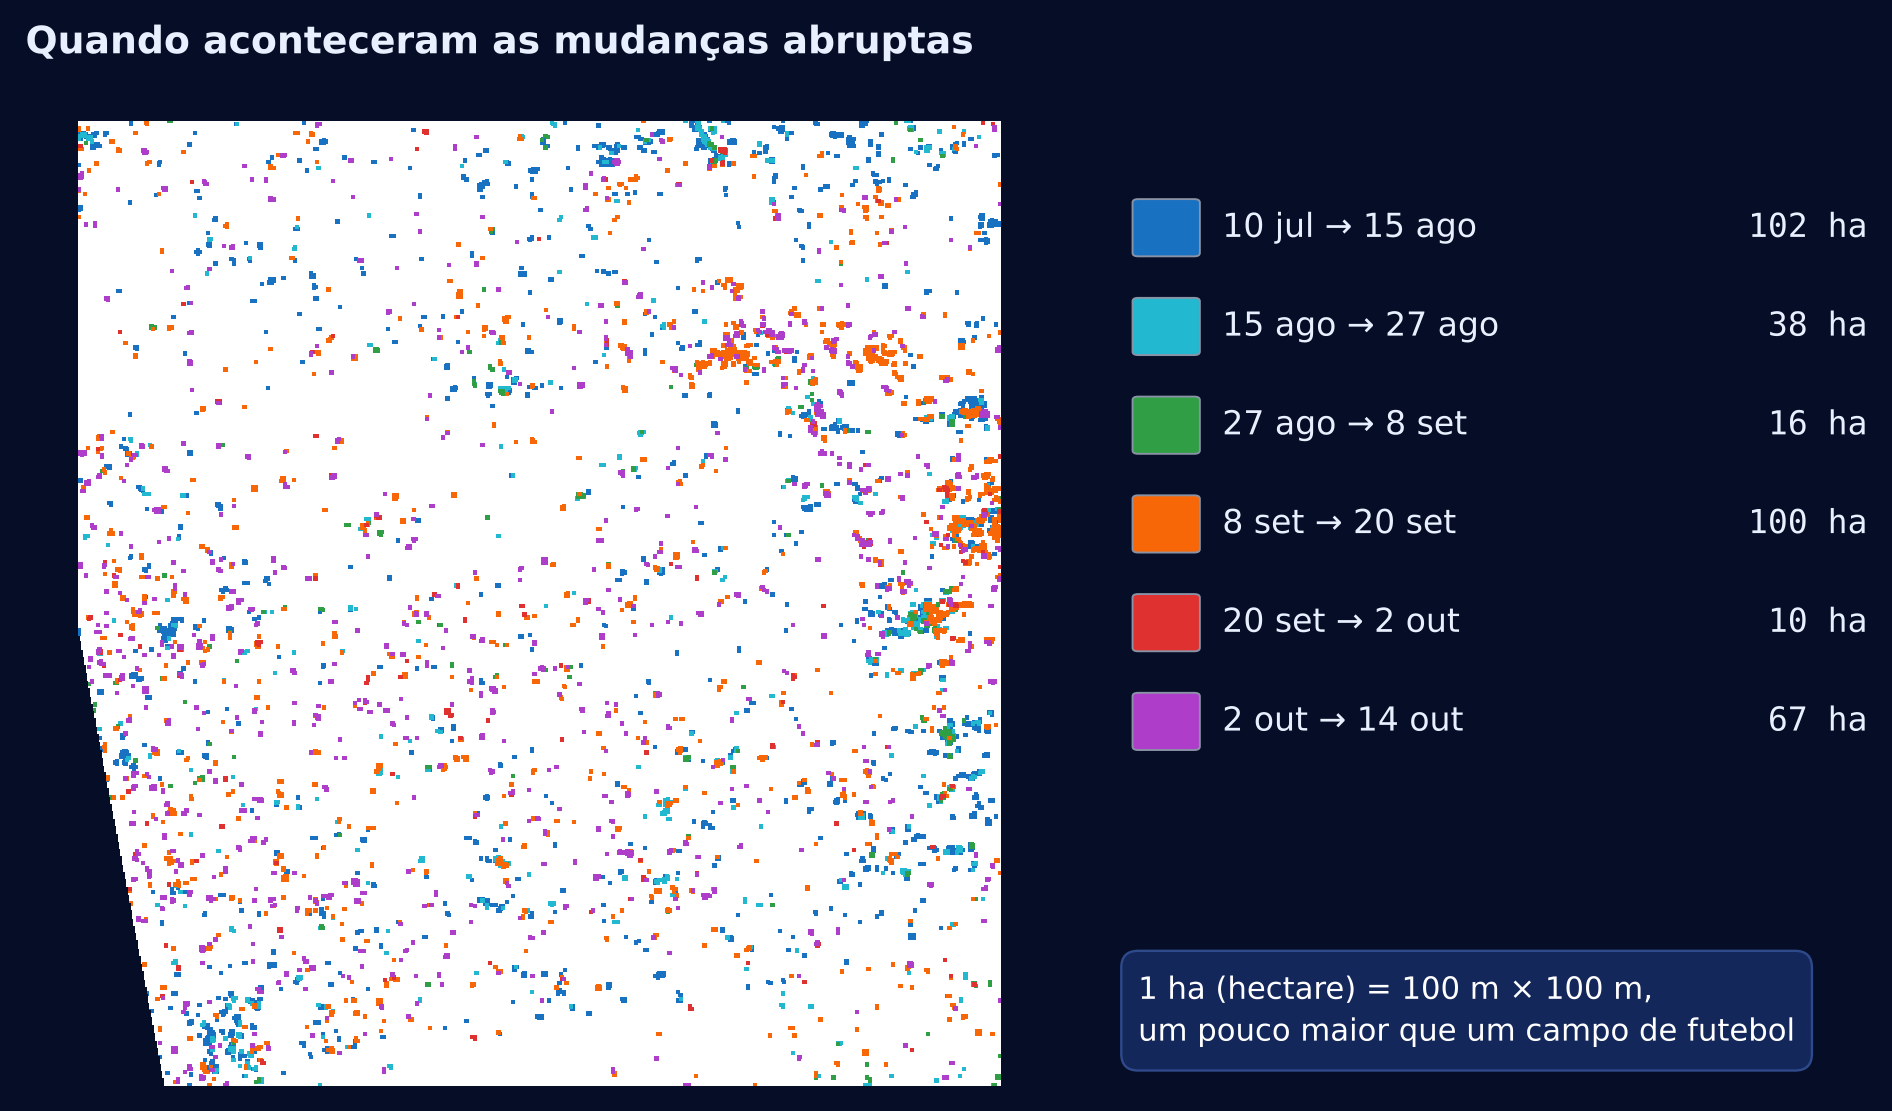 Quando aconteceram as mudanças abruptas
10 jul → 15 ago 102 ha
15 ago → 27 ago 38 ha
27 ago → 8 set 16 ha
8 set → 20 set 100 ha
20 set → 2 out 10 ha
2 out → 14 out 67 ha
1 ha (hectare) = 100 m × 100 m,
um pouco maior que um campo de futebol